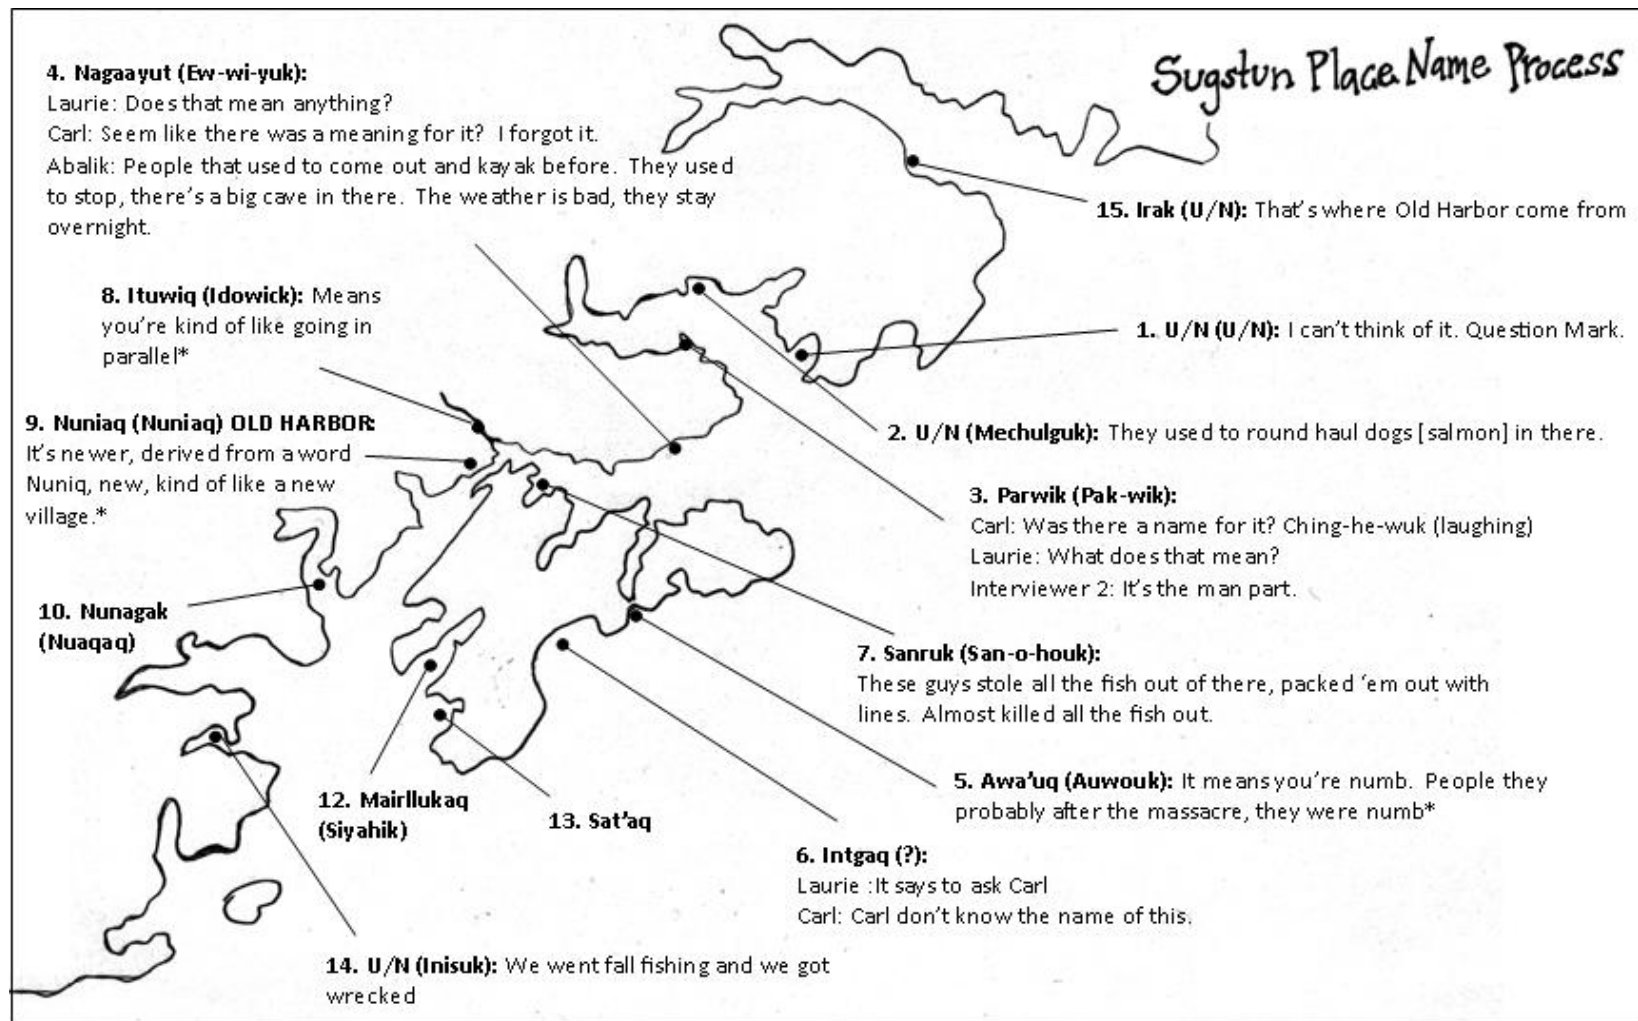 Sugstun Place Name Process
4. Nagaayut (Ew-wi-yuk):
Laurie: Does that mean anything?
Carl: Seem like there was a meaning for it?  I forgot it.
Abalik: People that used to come out and kayak before.  They used
to stop, there's a big cave in there.  The weather is bad, they stay
overnight.
15. Irak (U/N): That's where Old Harbor come from
8. Ituwiq (Idowick): Means
you're kind of like going in
parallel*
1. U/N (U/N): I can't think of it. Question Mark.
9. Nuniaq (Nuniaq) OLD HARBOR:
It's newer, derived from a word
Nuniq, new, kind of like a new
village.*
2. U/N (Mechulguk): They used to round haul dogs [salmon] in there.
3. Parwik (Pak-wik):
Carl: Was there a name for it? Ching-he-wuk (laughing)
Laurie: What does that mean?
Interviewer 2: It's the man part.
10. Nunagak
(Nuaqaq)
7. Sanruk (San-o-houk):
These guys stole all the fish out of there, packed 'em out with
lines.  Almost killed all the fish out.
5. Awa'uq (Auwouk): It means you're numb.  People they
probably after the massacre, they were numb*
12. Mairllukaq
(Siyahik)
13. Sat'aq
6. Intgaq (?):
Laurie :It says to ask Carl
Carl: Carl don't know the name of this.
14. U/N (Inisuk): We went fall fishing and we got
wrecked